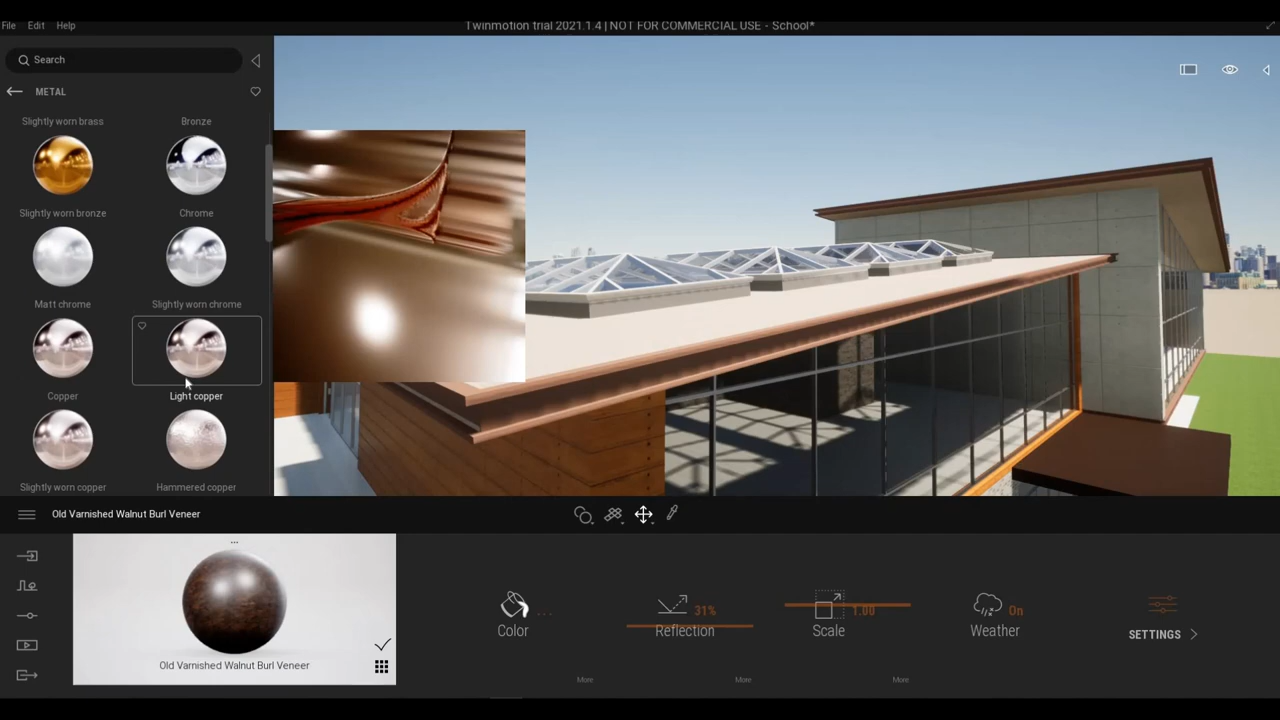 File Edit Help
Twinmotion trial 2021.1.4 | NOT FOR COMMERCIAL USE - School*
Search
METAL
Slightly worn brass
Bronze
Slightly worn bronze
Chrome
Matt chrome
Slightly worn chrome
Copper
Light copper
Slightly worn copper
Hammered copper
Old Varnished Walnut Burl Veneer
...
Old Varnished Walnut Burl Veneer
...
Color
31%
Reflection
1.00
Scale
On
Weather
SETTINGS
More
More
More